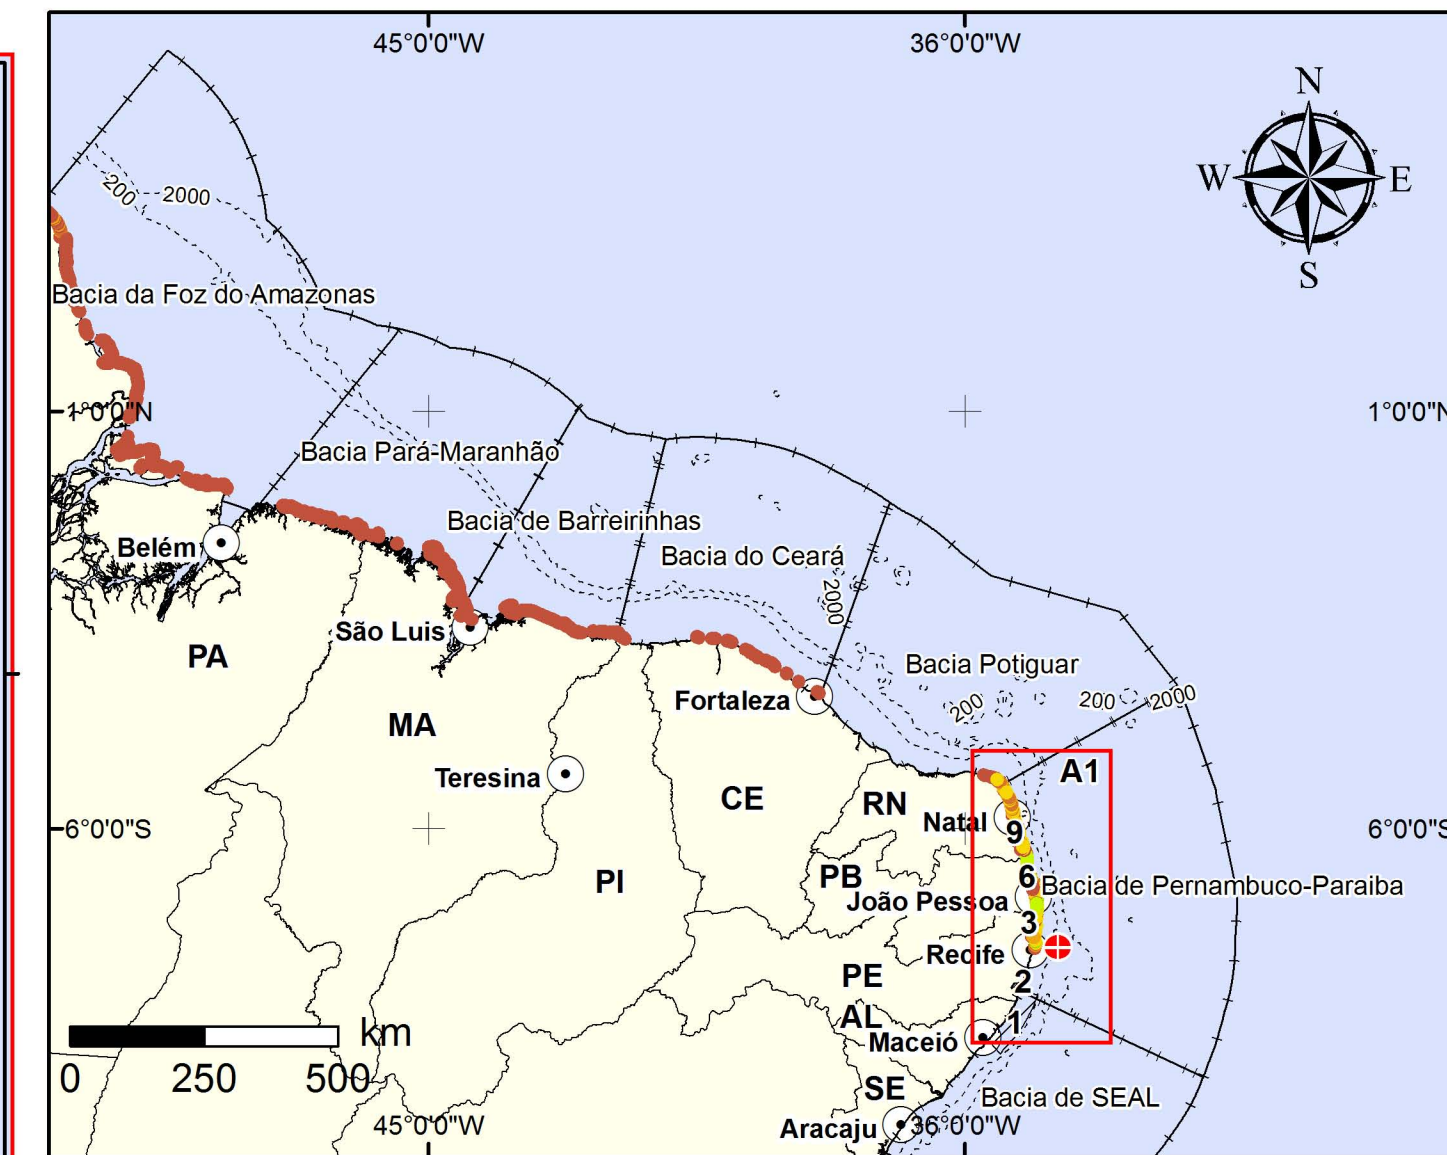 45°0'0"W
36°0'0"W
N
W
E
S
200
2000
Bacia da Foz do Amazonas
1°0'0"N
1°0'0"N
Bacia Pará-Maranhão
Bacia de Barreirinhas
Belém
Bacia do Ceará
2000
São Luis
PA
Bacia Potiguar
200
200
2000
Fortaleza
MA
Teresina
A1
CE
RN
Natal
9
6°0'0"S
6°0'0"S
PI
PB
6
Bacia de Pernambuco-Paraiba
João Pessoa
3
Recife
PE
2
AL
1
Maceió
km
0
250
500
SE
Bacia de SEAL
45°0'0"W
Aracaju
36°0'0"W